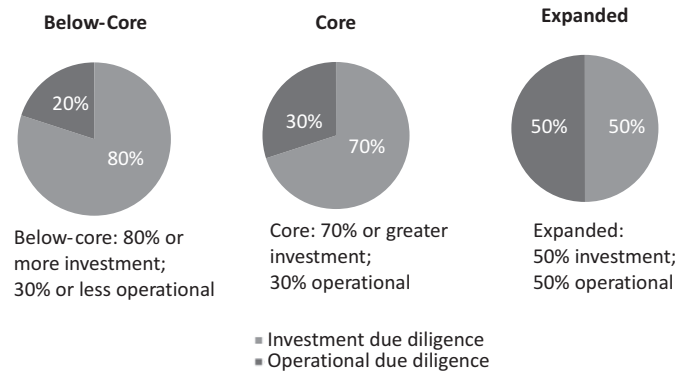 Below-Core
Core
Expanded
20%
80%
30%
70%
50%
50%
Below-core: 80% or
more investment;
30% or less operational
Core: 70% or greater
investment;
30% operational
Expanded:
50% investment;
50% operational
Investment due diligence
Operational due diligence